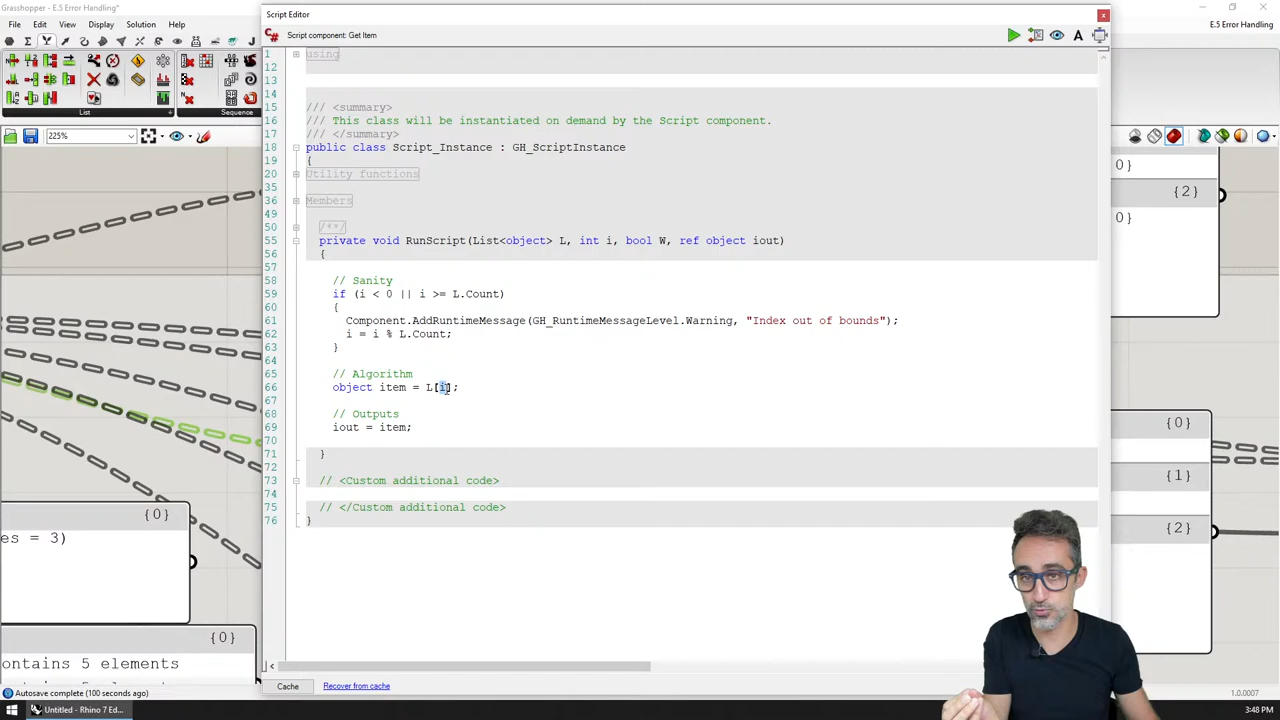 Grasshopper - E.5 Error Handling*
File Edit View Display Solution Help
E.5 Error Handling
List
Sequence
225%
Script Editor
Script component: Get Item
1 using
12
13
14
15 /// <summary>
16 /// This class will be instantiated on demand by the Script component.
17 /// </summary>
18 public class Script_Instance : GH_ScriptInstance
19 {
20 Utility functions
35
36 Members
49
50 /**/
55 private void RunScript(List<object> L, int i, bool W, ref object iout)
56 {
57
58 // Sanity
59 if (i < 0 || i >= L.Count)
60 {
61 Component.AddRuntimeMessage(GH_RuntimeMessageLevel.Warning, "Index out of bounds");
62 i = i % L.Count;
63 }
64
65 // Algorithm
66 object item = L[i];
67
68 // Outputs
69 iout = item;
70
71 }
72
73 // <Custom additional code>
74
75 // </Custom additional code>
76 }
Cache
Recover from cache
{0}
es = 3)
{0}
ontains 5 elements
0}
{2}
0}
{0}
{1}
{2}
Autosave complete (100 seconds ago)
1.0.0007
Untitled - Rhino 7 Ed...
3:48 PM